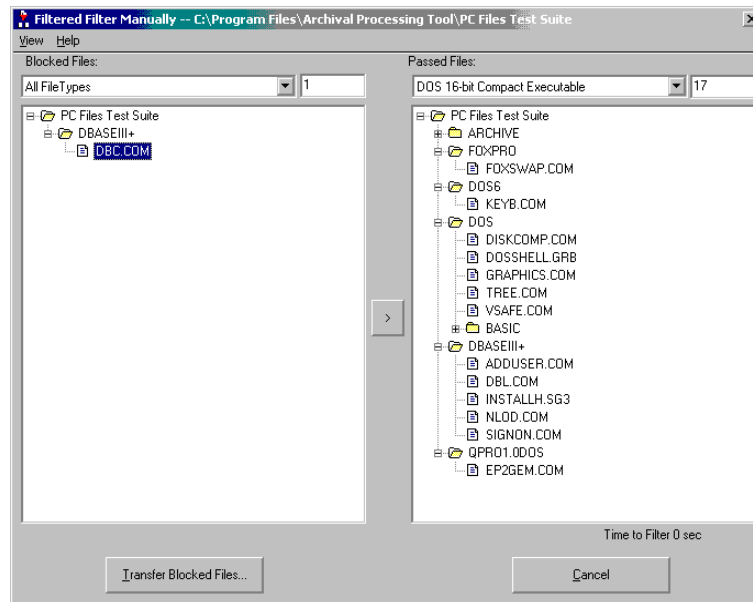 Filtered Filter Manually -- C:\Program Files\Archival Processing Tool\PC Files Test Suite
View Help
Blocked Files:
All FileTypes
1
PC Files Test Suite
DBASEIII+
DBC.COM
>
Passed Files:
DOS 16-bit Compact Executable
17
PC Files Test Suite
ARCHIVE
FOXPRO
FOXSWAP.COM
DOS6
KEYB.COM
DOS
DISKCOMP.COM
DOSSHELL.GRB
GRAPHICS.COM
TREE.COM
VSAFE.COM
BASIC
DBASEIII+
ADDUSER.COM
DBL.COM
INSTALLH.SG3
NLOD.COM
SIGNON.COM
QPRO1.0DOS
EP2GEM.COM
Time to Filter 0 sec
Transfer Blocked Files...
Cancel